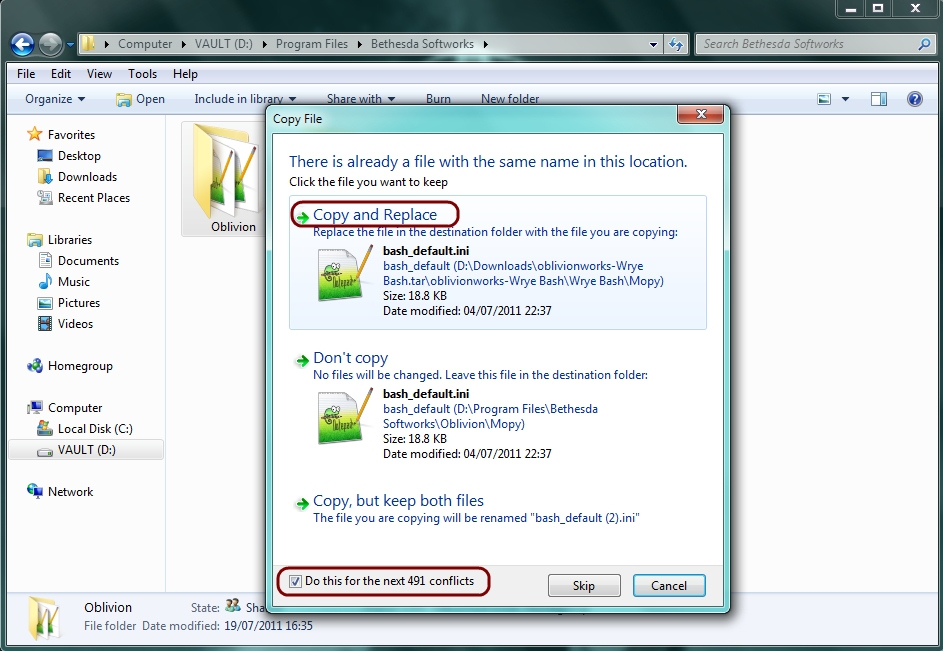 Computer ▸ VAULT (D:) ▸ Program Files ▸ Bethesda Softworks ▸
Search Bethesda Softworks
File Edit View Tools Help
Organize Open Include in library Share with Burn New folder
Favorites
Desktop
Downloads
Recent Places
Libraries
Documents
Music
Pictures
Videos
Homegroup
Computer
Local Disk (C:)
VAULT (D:)
Network
Oblivion
Copy File
There is already a file with the same name in this location.
Click the file you want to keep
Copy and Replace
Replace the file in the destination folder with the file you are copying:
bash_default.ini
bash_default (D:\Downloads\oblivionworks-Wrye
Bash.tar\oblivionworks-Wrye Bash\Wrye Bash\Mopy)
Size: 18.8 KB
Date modified: 04/07/2011 22:37
Don't copy
No files will be changed. Leave this file in the destination folder:
bash_default.ini
bash_default (D:\Program Files\Bethesda
Softworks\Oblivion\Mopy)
Size: 18.8 KB
Date modified: 04/07/2011 22:37
Copy, but keep both files
The file you are copying will be renamed "bash_default (2).ini"
Do this for the next 491 conflicts
Skip
Cancel
Oblivion State: Sha
File folder Date modified: 19/07/2011 16:35